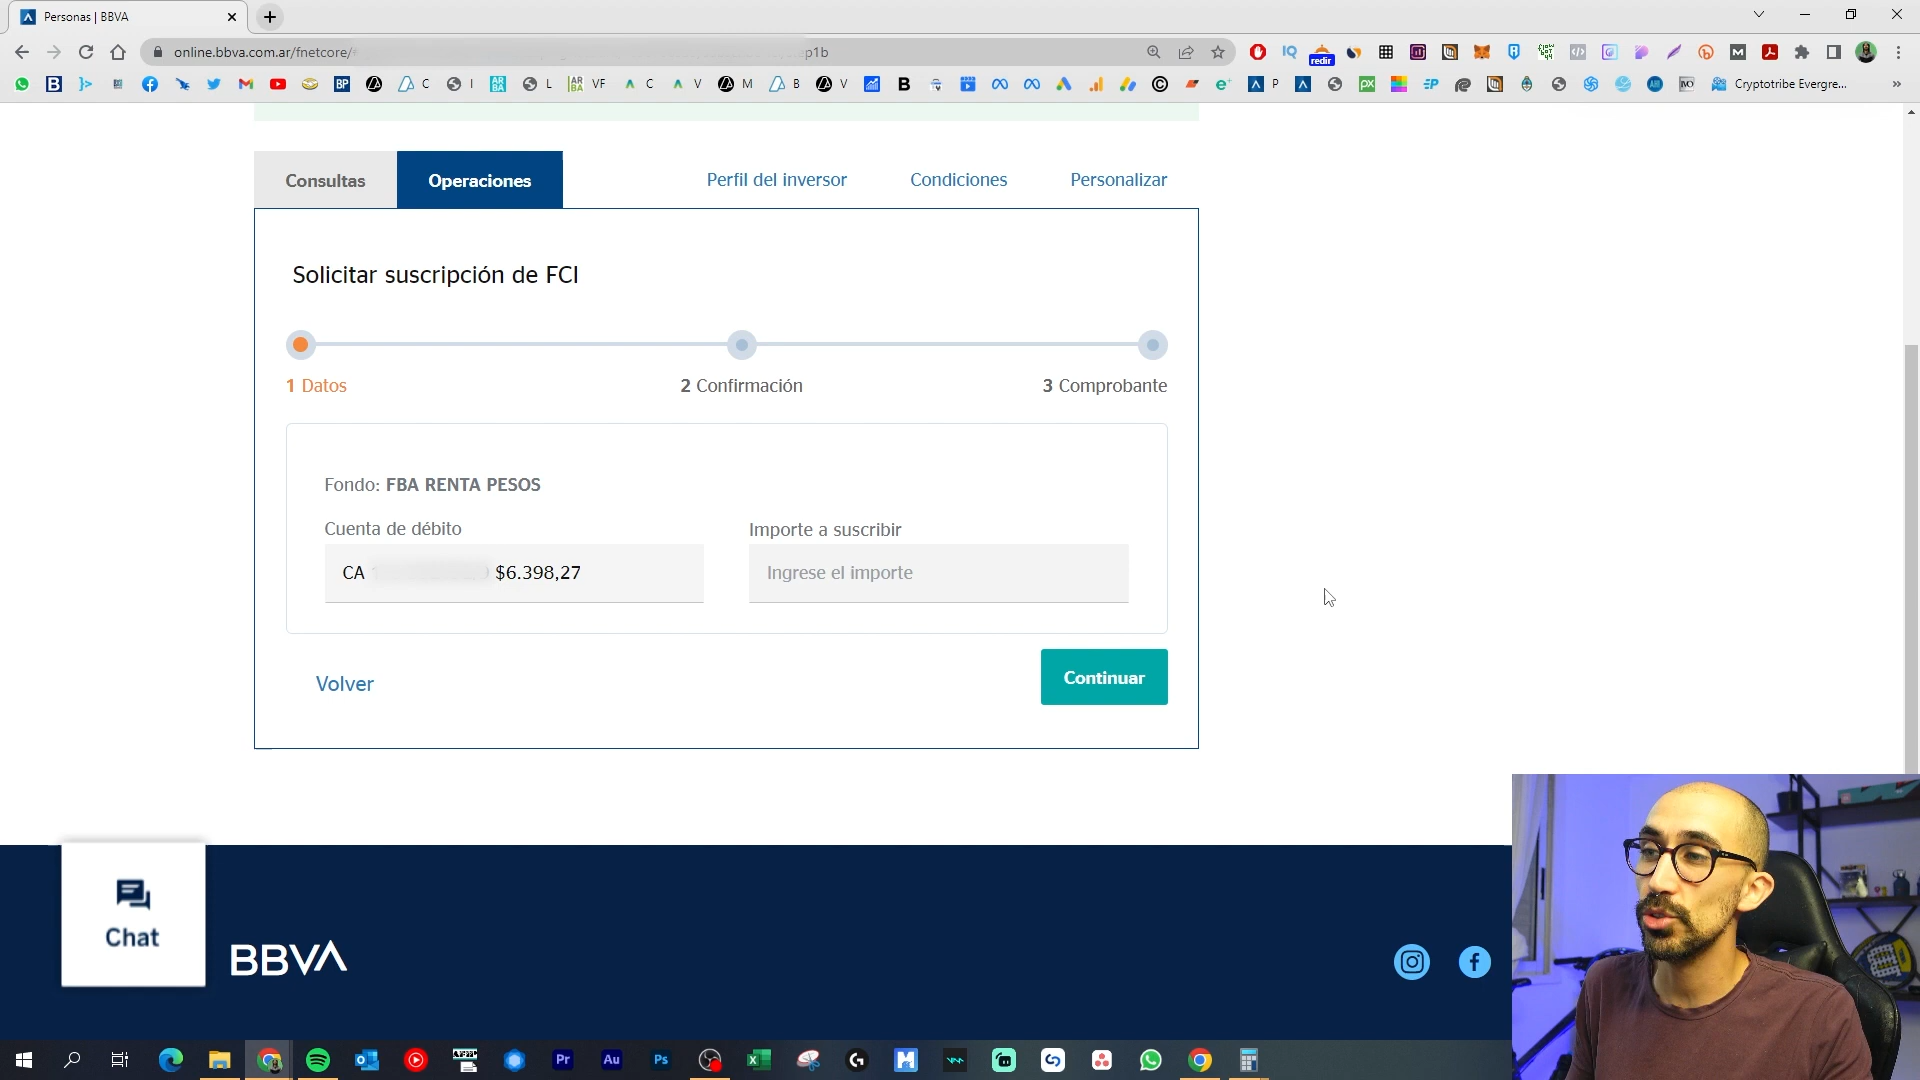 Personas | BBVA
online.bbva.com.ar/fnetcore/ p1b
redir
C I L VF C V M B V P Cryptotribe Evergre...
Consultas
Operaciones
Perfil del inversor
Condiciones
Personalizar
Solicitar suscripción de FCI
1 Datos
2 Confirmación
3 Comprobante
Fondo: FBA RENTA PESOS
Cuenta de débito
Importe a suscribir
CA $6.398,27
Ingrese el importe
Volver
Continuar
Chat
BBVA